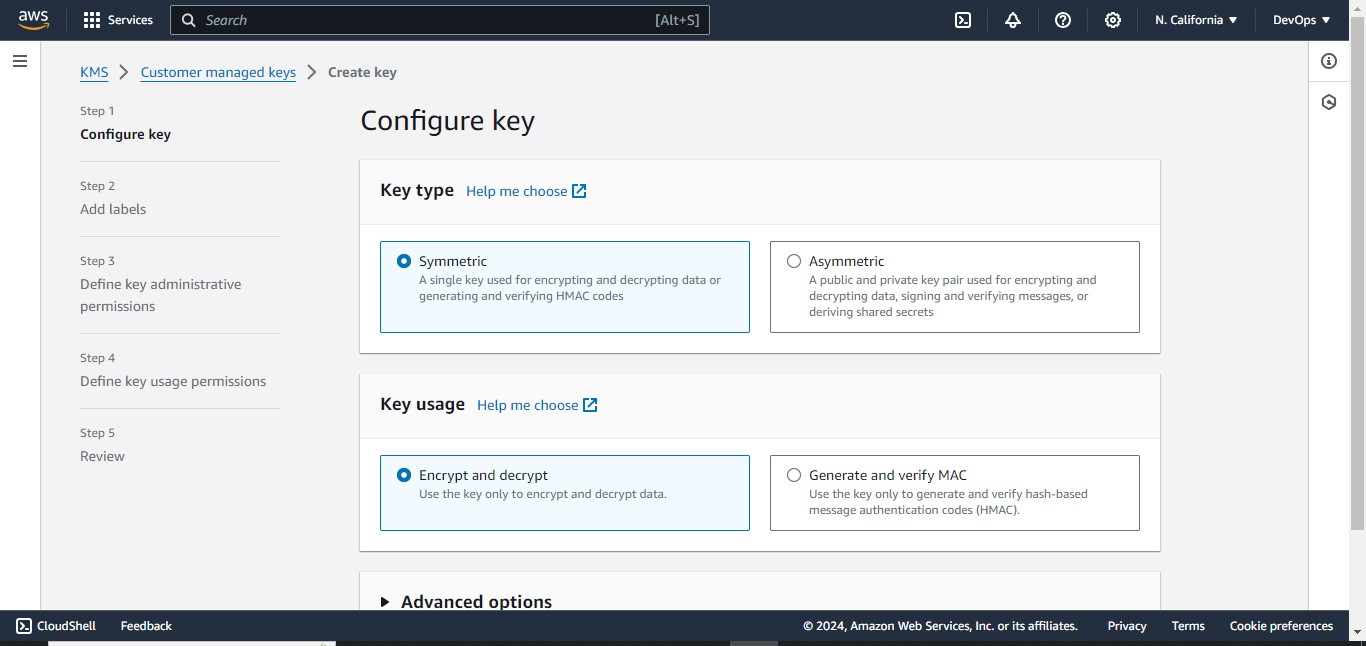 aws
Services
Search
[Alt+S]
N. California
DevOps
KMS
Customer managed keys
Create key
Step 1
Configure key
Step 2
Add labels
Step 3
Define key administrative
permissions
Step 4
Define key usage permissions
Step 5
Review
Configure key
Key type
Help me choose
Symmetric
A single key used for encrypting and decrypting data or
generating and verifying HMAC codes
Asymmetric
A public and private key pair used for encrypting and
decrypting data, signing and verifying messages, or
deriving shared secrets
Key usage
Help me choose
Encrypt and decrypt
Use the key only to encrypt and decrypt data.
Generate and verify MAC
Use the key only to generate and verify hash-based
message authentication codes (HMAC).
Advanced options
CloudShell
Feedback
© 2024, Amazon Web Services, Inc. or its affiliates.
Privacy
Terms
Cookie preferences